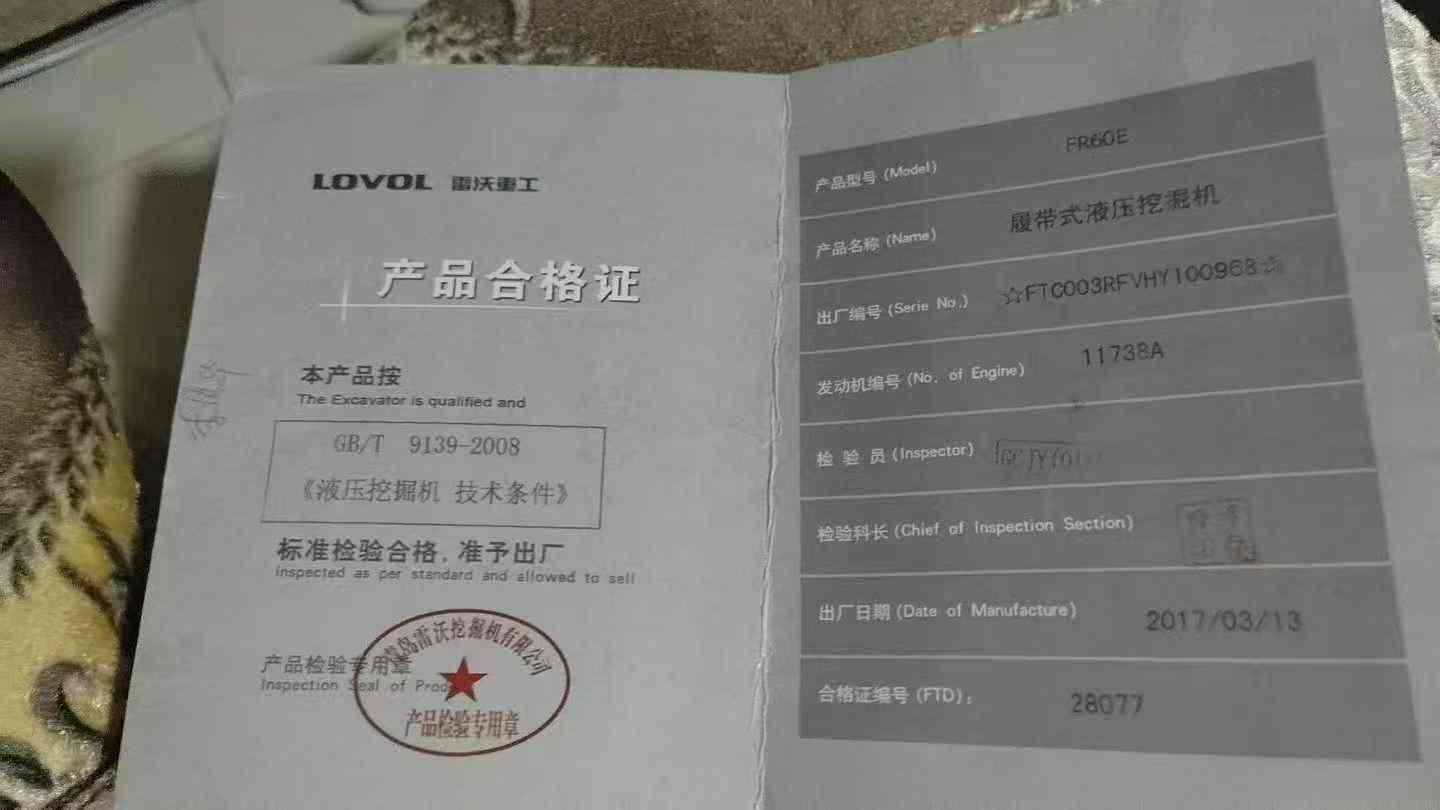 LOVOL 雷沃重工
产品合格证
本产品按
The Excavator is qualified and
GB/T 9139-2008
《液压挖掘机 技术条件》
标准检验合格，准予出厂
inspected as per standard and allowed to sell
产品检验专用章
Inspection Seal of Prod
青岛雷沃挖掘机有限公司
产品检验专用章
产品型号 (Model) FR60E
产品名称 (Name) 履带式液压挖掘机
出厂编号 (Serie No.) ☆FTC003RFVHY100968☆
发动机编号 (No. of Engine) 11738A
检验员 (Inspector)
检验科长 (Chief of Inspection Section)
出厂日期 (Date of Manufacture) 2017/03/13
合格证编号 (FTD): 28077